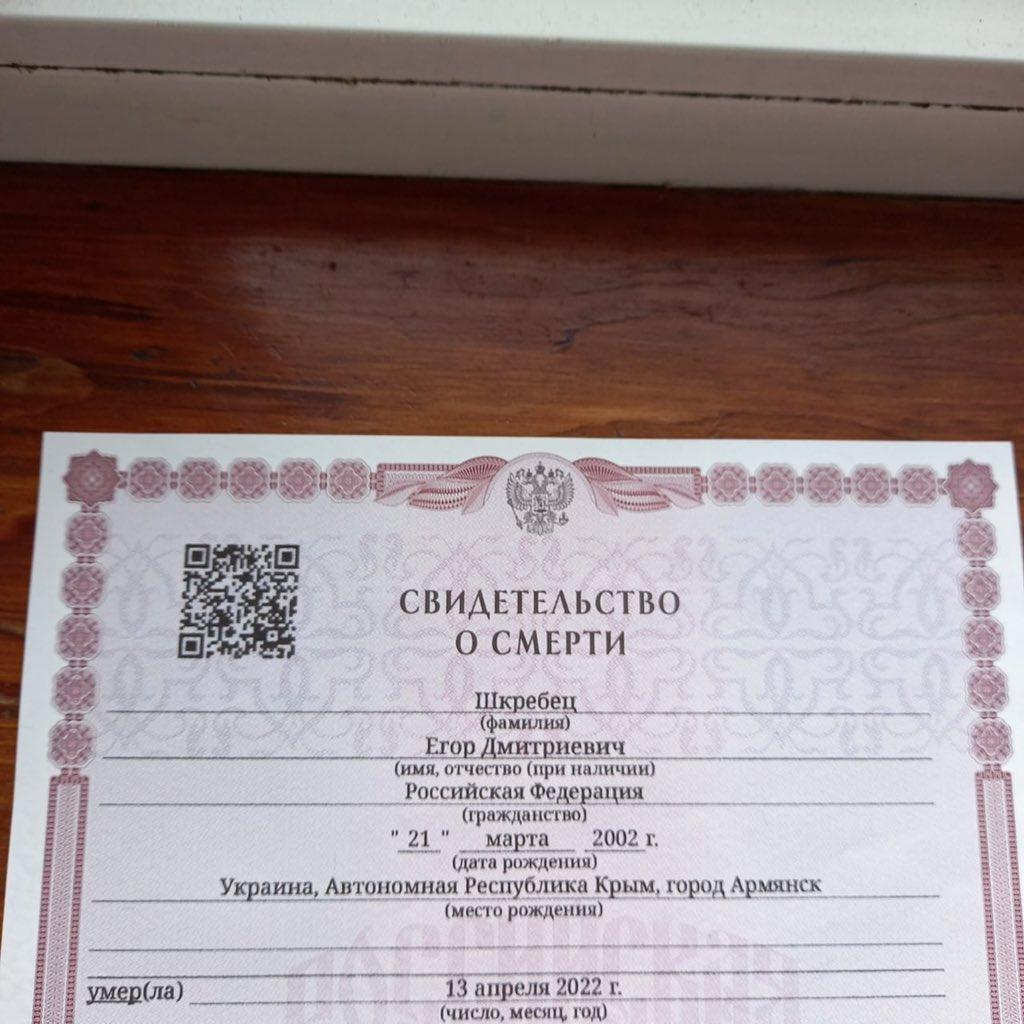 СВИДЕТЕЛЬСТВО
О СМЕРТИ
Шкребец
(фамилия)
Егор Дмитриевич
(имя, отчество (при наличии)
Российская Федерация
(гражданство)
" 21 " марта 2002 г.
(дата рождения)
Украина, Автономная Республика Крым, город Армянск
(место рождения)
умер(ла) 13 апреля 2022 г.
(число, месяц, год)